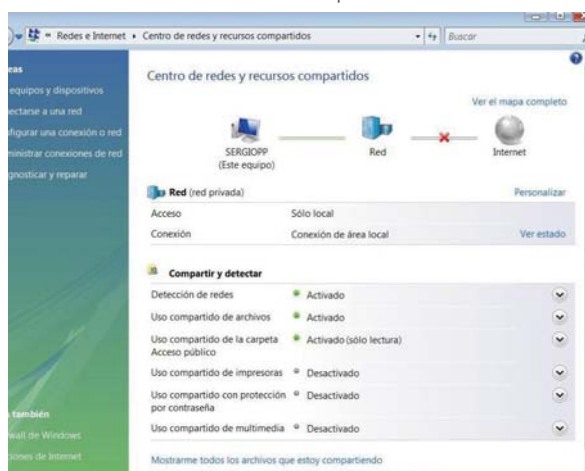 Redes e Internet ▸ Centro de redes y recursos compartidos
Buscar
equipos y dispositivos
a una red
una conexión o red
conexiones de red
y reparar
también
de Windows
de Internet
Centro de redes y recursos compartidos
Ver el mapa completo
SERGIOPP
(Este equipo)
Red
Internet
Red (red privada)
Personalizar
Acceso Sólo local
Conexión Conexión de área local Ver estado
Compartir y detectar
Detección de redes Activado
Uso compartido de archivos Activado
Uso compartido de la carpeta Activado (sólo lectura)
Acceso público
Uso compartido de impresoras Desactivado
Uso compartido con protección Desactivado
por contraseña
Uso compartido de multimedia Desactivado
Mostrarme todos los archivos que estoy compartiendo